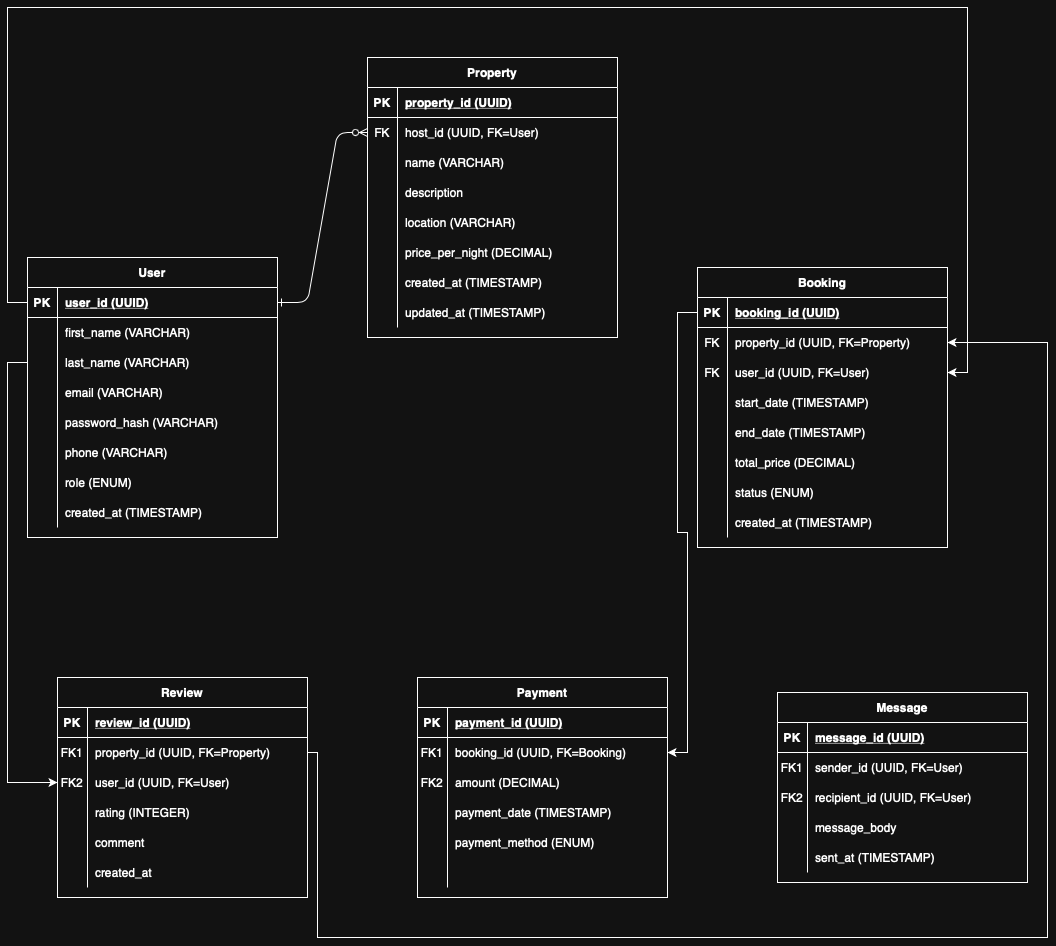 Property
PK property_id (UUID)
FK host_id (UUID, FK=User)
name (VARCHAR)
description
location (VARCHAR)
price_per_night (DECIMAL)
created_at (TIMESTAMP)
updated_at (TIMESTAMP)
User
PK user_id (UUID)
first_name (VARCHAR)
last_name (VARCHAR)
email (VARCHAR)
password_hash (VARCHAR)
phone (VARCHAR)
role (ENUM)
created_at (TIMESTAMP)
Booking
PK booking_id (UUID)
FK property_id (UUID, FK=Property)
FK user_id (UUID, FK=User)
start_date (TIMESTAMP)
end_date (TIMESTAMP)
total_price (DECIMAL)
status (ENUM)
created_at (TIMESTAMP)
Review
PK review_id (UUID)
FK1 property_id (UUID, FK=Property)
FK2 user_id (UUID, FK=User)
rating (INTEGER)
comment
created_at
Payment
PK payment_id (UUID)
FK1 booking_id (UUID, FK=Booking)
FK2 amount (DECIMAL)
payment_date (TIMESTAMP)
payment_method (ENUM)
Message
PK message_id (UUID)
FK1 sender_id (UUID, FK=User)
FK2 recipient_id (UUID, FK=User)
message_body
sent_at (TIMESTAMP)